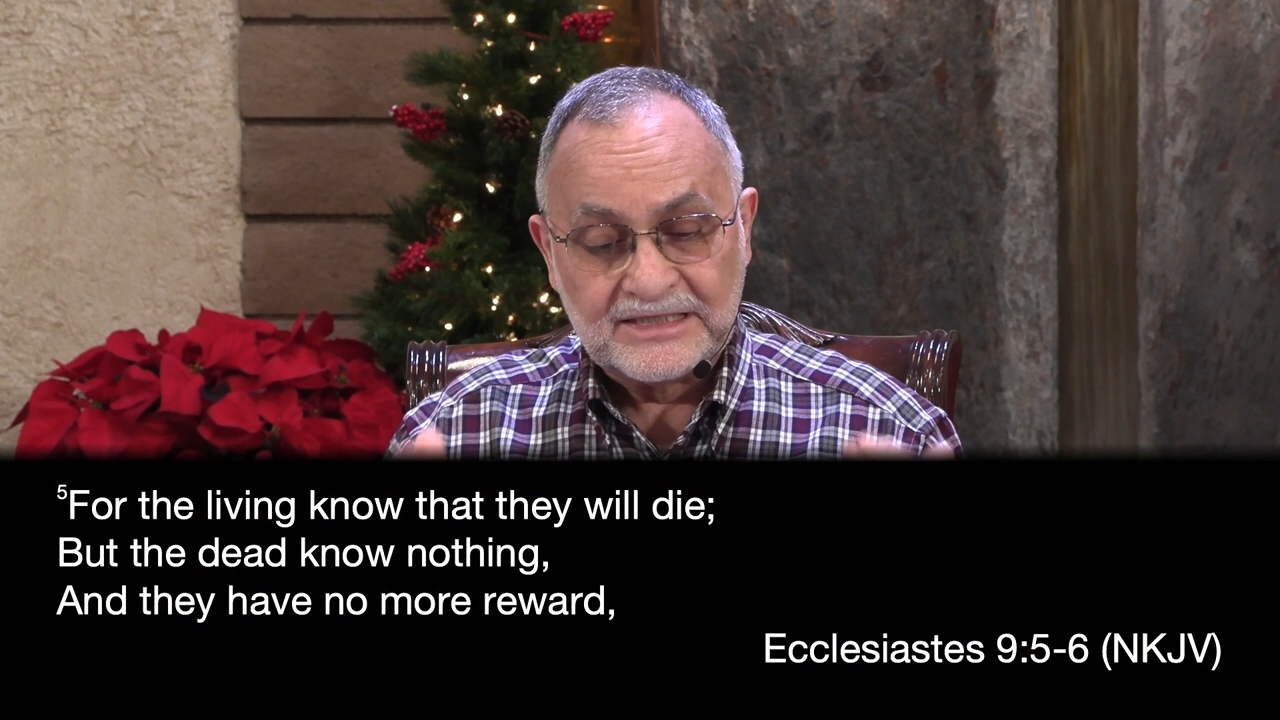 ⁵For the living know that they will die;
But the dead know nothing,
And they have no more reward,
Ecclesiastes 9:5-6 (NKJV)